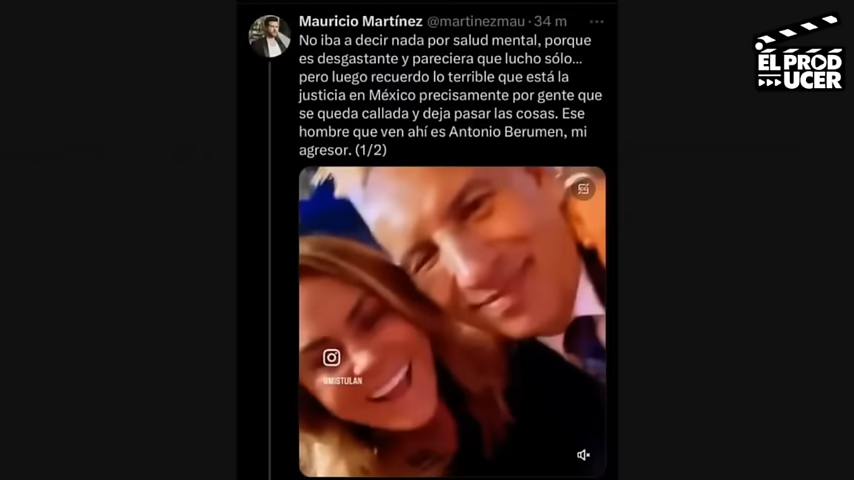 Mauricio Martínez @martinezmau · 34 m
No iba a decir nada por salud mental, porque
es desgastante y pareciera que lucho sólo...
pero luego recuerdo lo terrible que está la
justicia en México precisamente por gente que
se queda callada y deja pasar las cosas. Ese
hombre que ven ahí es Antonio Berumen, mi
agresor. (1/2)
@MISTULAN
EL PROD
UCER